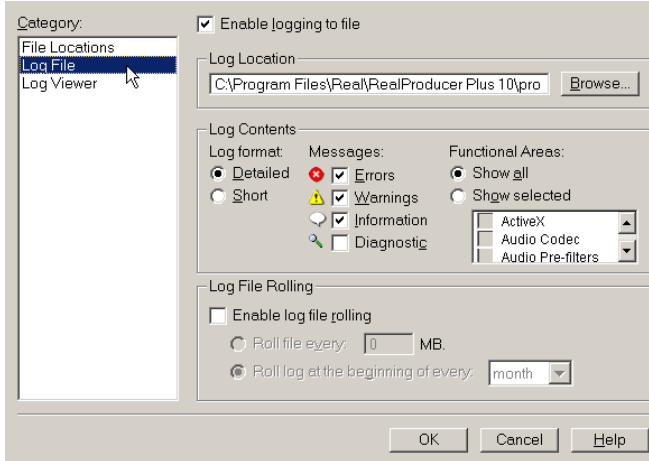 Category:
File Locations
Log File
Log Viewer
Enable logging to file
Log Location
C:\Program Files\Real\RealProducer Plus 10\pro
Browse...
Log Contents
Log format:
Detailed
Short
Messages:
Errors
Warnings
Information
Diagnostic
Functional Areas:
Show all
Show selected
ActiveX
Audio Codec
Audio Pre-filters
Log File Rolling
Enable log file rolling
Roll file every: 0 MB.
Roll log at the beginning of every: month
OK Cancel Help